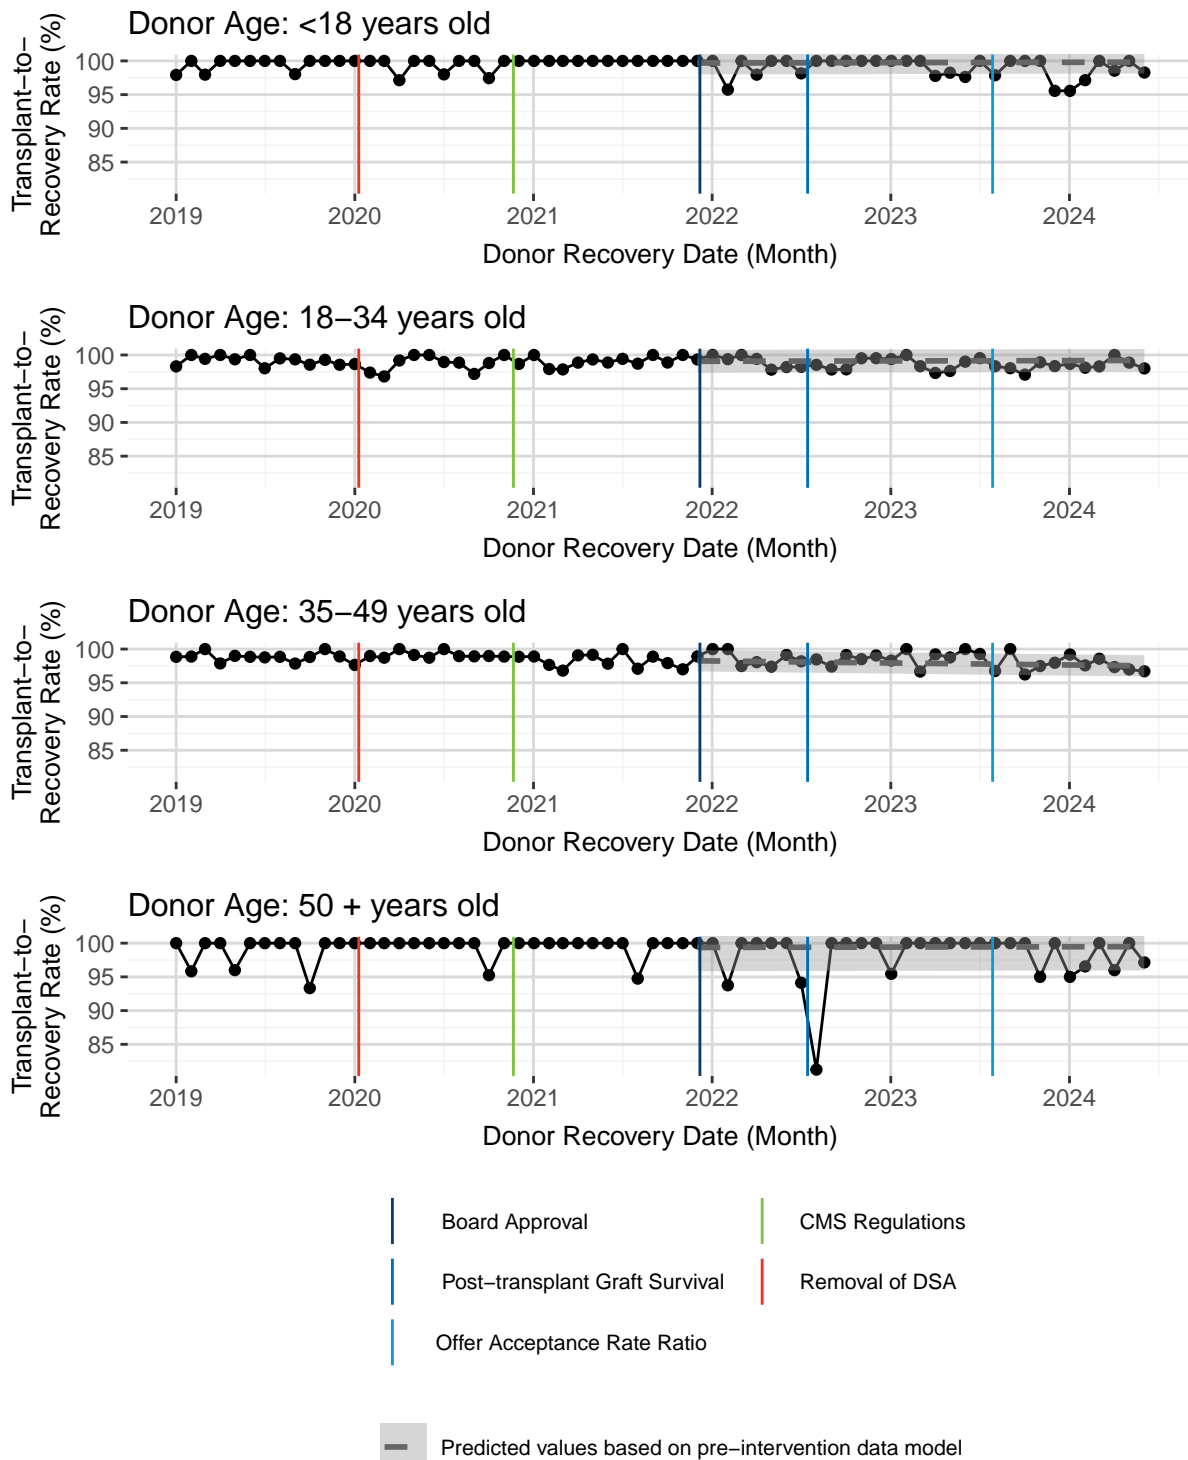 Donor Age: <18 years old
Transplant−to−
Recovery Rate (%)
100
95
90
85
2019 2020 2021 2022 2023 2024
Donor Recovery Date (Month)
Donor Age: 18−34 years old
Transplant−to−
Recovery Rate (%)
100
95
90
85
2019 2020 2021 2022 2023 2024
Donor Recovery Date (Month)
Donor Age: 35−49 years old
Transplant−to−
Recovery Rate (%)
100
95
90
85
2019 2020 2021 2022 2023 2024
Donor Recovery Date (Month)
Donor Age: 50 + years old
Transplant−to−
Recovery Rate (%)
100
95
90
85
2019 2020 2021 2022 2023 2024
Donor Recovery Date (Month)
Board Approval
CMS Regulations
Post−transplant Graft Survival
Removal of DSA
Offer Acceptance Rate Ratio
Predicted values based on pre−intervention data model